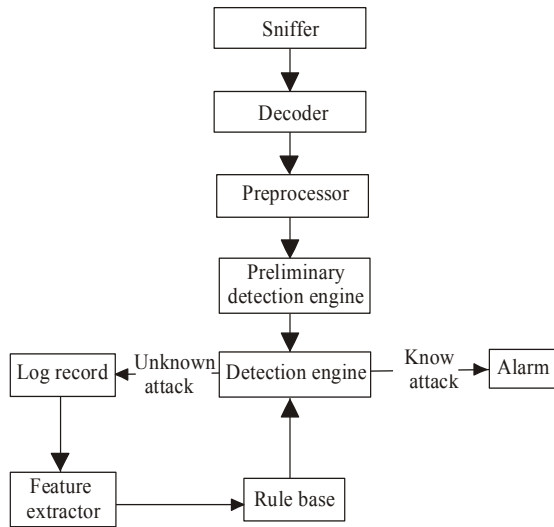 Sniffer
Decoder
Preprocessor
Preliminary
detection engine
Log record
Unknown
attack
Detection engine
Know
attack
Alarm
Feature
extractor
Rule base